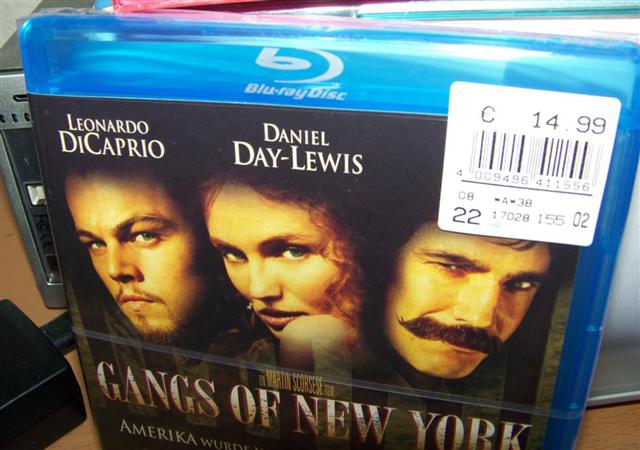 Blu-ray Disc
€ 14.99
4 009496 411556
08 *A*38
22 17028 155 02
LEONARDO
DICAPRIO
DANIEL
DAY-LEWIS
EIN MARTIN SCORSESE FILM
GANGS OF NEW YORK
AMERIKA WURDE